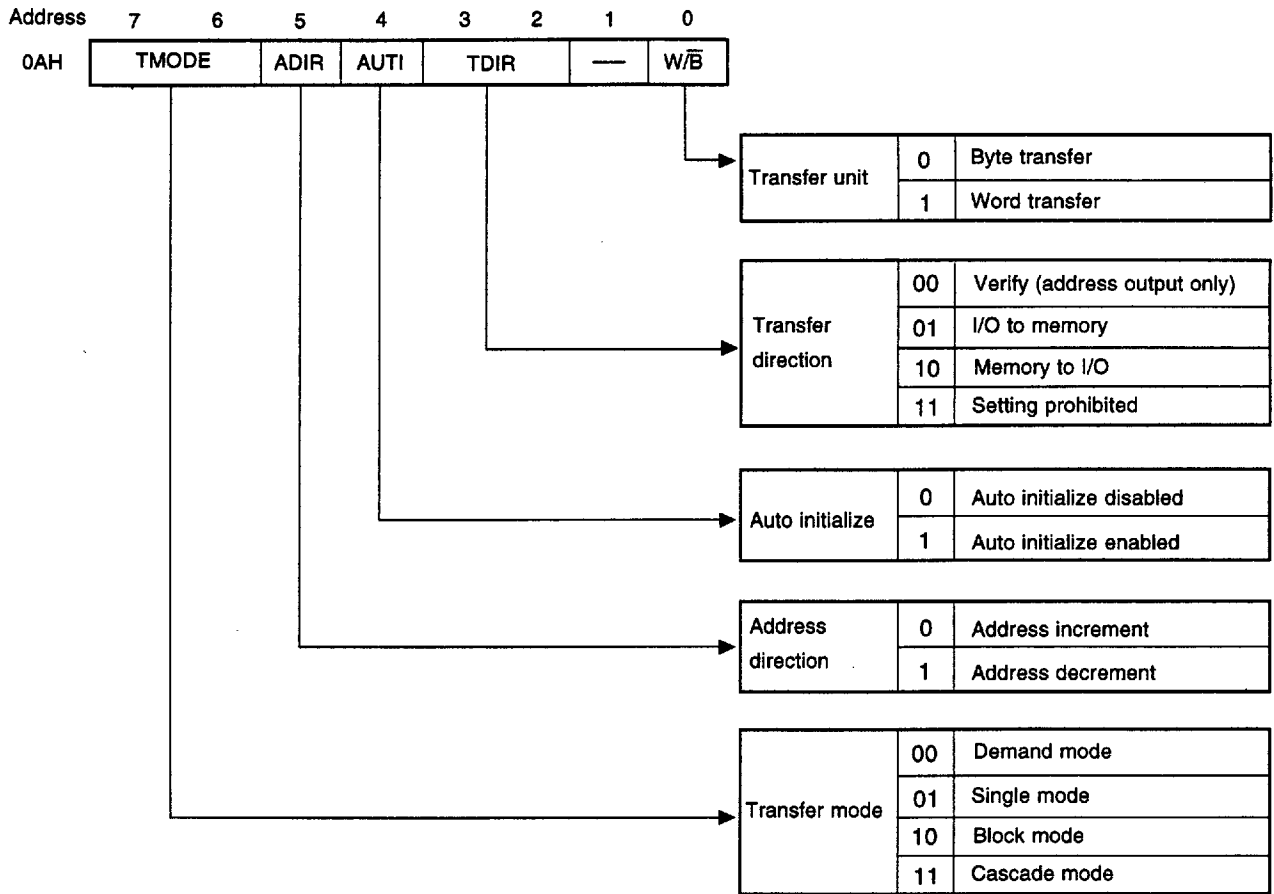 Address 7 6 5 4 3 2 1 0
0AH TMODE ADIR AUTI TDIR — W/B̅
Transfer unit
0 Byte transfer
1 Word transfer
Transfer direction
00 Verify (address output only)
01 I/O to memory
10 Memory to I/O
11 Setting prohibited
Auto initialize
0 Auto initialize disabled
1 Auto initialize enabled
Address direction
0 Address increment
1 Address decrement
Transfer mode
00 Demand mode
01 Single mode
10 Block mode
11 Cascade mode